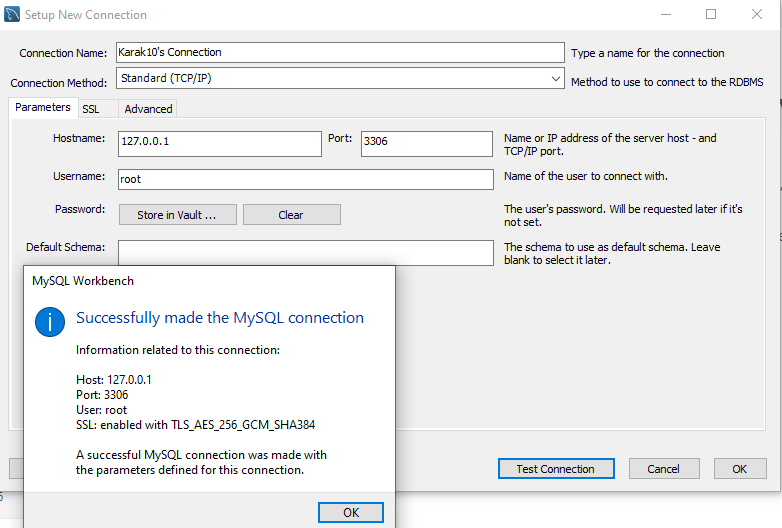 Setup New Connection
Connection Name: Karak10's Connection Type a name for the connection
Connection Method: Standard (TCP/IP) Method to use to connect to the RDBMS
Parameters SSL Advanced
Hostname: 127.0.0.1 Port: 3306 Name or IP address of the server host - and
TCP/IP port.
Username: root Name of the user to connect with.
Password: Store in Vault ... Clear The user's password. Will be requested later if it's
not set.
Default Schema: The schema to use as default schema. Leave
blank to select it later.
MySQL Workbench
Successfully made the MySQL connection
Information related to this connection:
Host: 127.0.0.1
Port: 3306
User: root
SSL: enabled with TLS_AES_256_GCM_SHA384
A successful MySQL connection was made with
the parameters defined for this connection.
OK
Test Connection Cancel OK